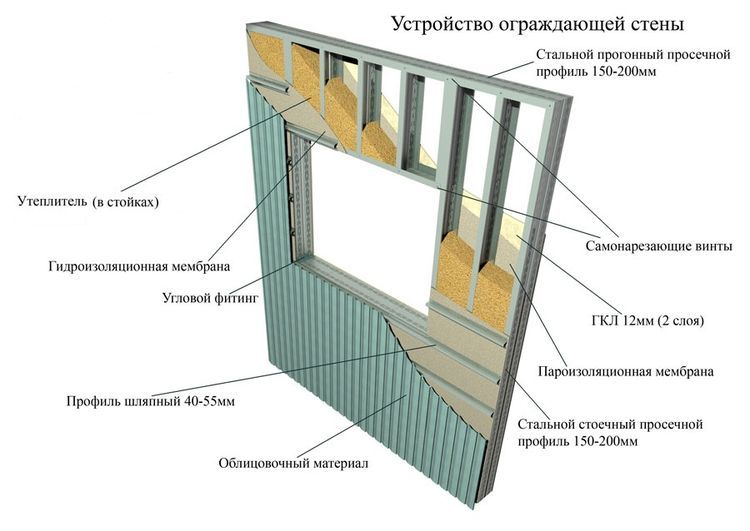 Устройство ограждающей стены
Стальной прогонный просечной
профиль 150-200мм
Утеплитель (в стойках)
Самонарезающие винты
Гидроизоляционная мембрана
Угловой фитинг
ГКЛ 12мм (2 слоя)
Пароизоляционная мембрана
Профиль шляпный 40-55мм
Стальной стоечный просечной
профиль 150-200мм
Облицовочный материал